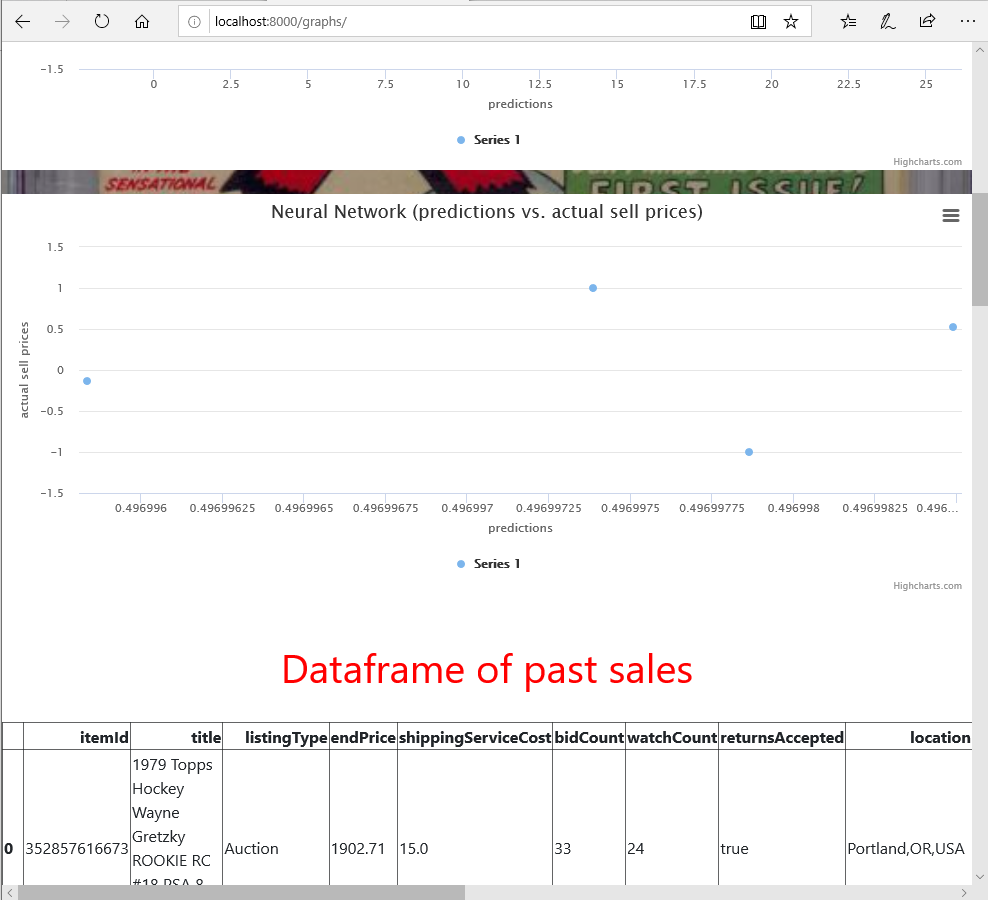 localhost:8000/graphs/
−1.5
0 2.5 5 7.5 10 12.5 15 17.5 20 22.5 25
predictions
Series 1
Highcharts.com
IN THE
SENSATIONAL
FIRST ISSUE!
Neural Network (predictions vs. actual sell prices)
1.5
1
0.5
0
−0.5
−1
−1.5
actual sell prices
0.496996 0.496996​25 0.4969965 0.49699675 0.496997 0.49699725 0.4969975 0.49699775 0.496998 0.49699825 0.496...
predictions
Series 1
Highcharts.com
Dataframe of past sales
itemId title listingType endPrice shippingServiceCost bidCount watchCount returnsAccepted location
1979 Topps
Hockey
Wayne
Gretzky
0 352857616673 ROOKIE RC Auction 1902.71 15.0 33 24 true Portland,OR,USA
#18 PSA 8